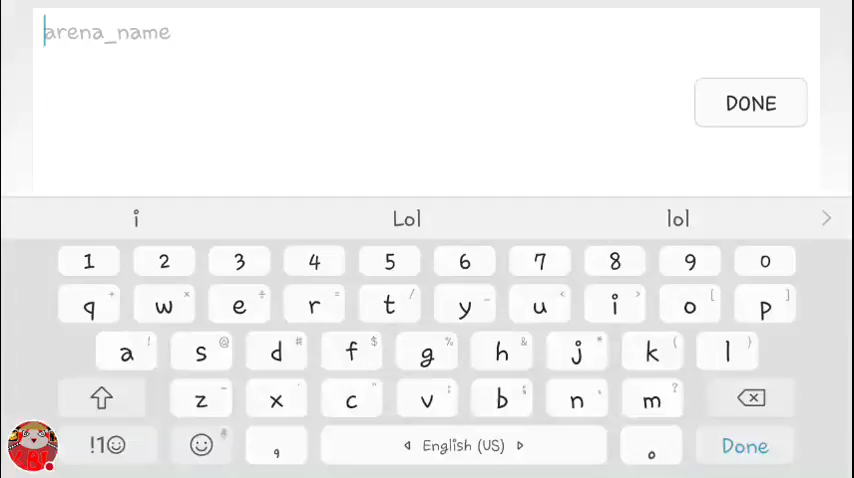 arena_name
DONE
i Lol lol
1 2 3 4 5 6 7 8 9 0
q + w × e ÷ r = t / y _ u < i > o [ p ]
a ! s @ d # f $ g % h & j * k ( l )
z - x ' c " v : b ; n , m ?
!1☺ , English (US) . Done